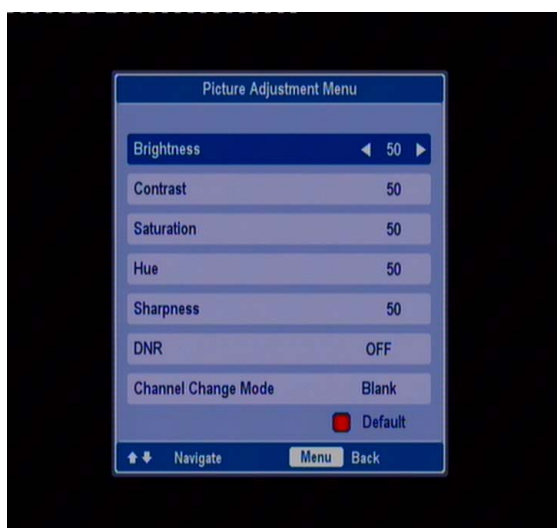 Picture Adjustment Menu
Brightness 50
Contrast 50
Saturation 50
Hue 50
Sharpness 50
DNR OFF
Channel Change Mode Blank
Default
Navigate Menu Back